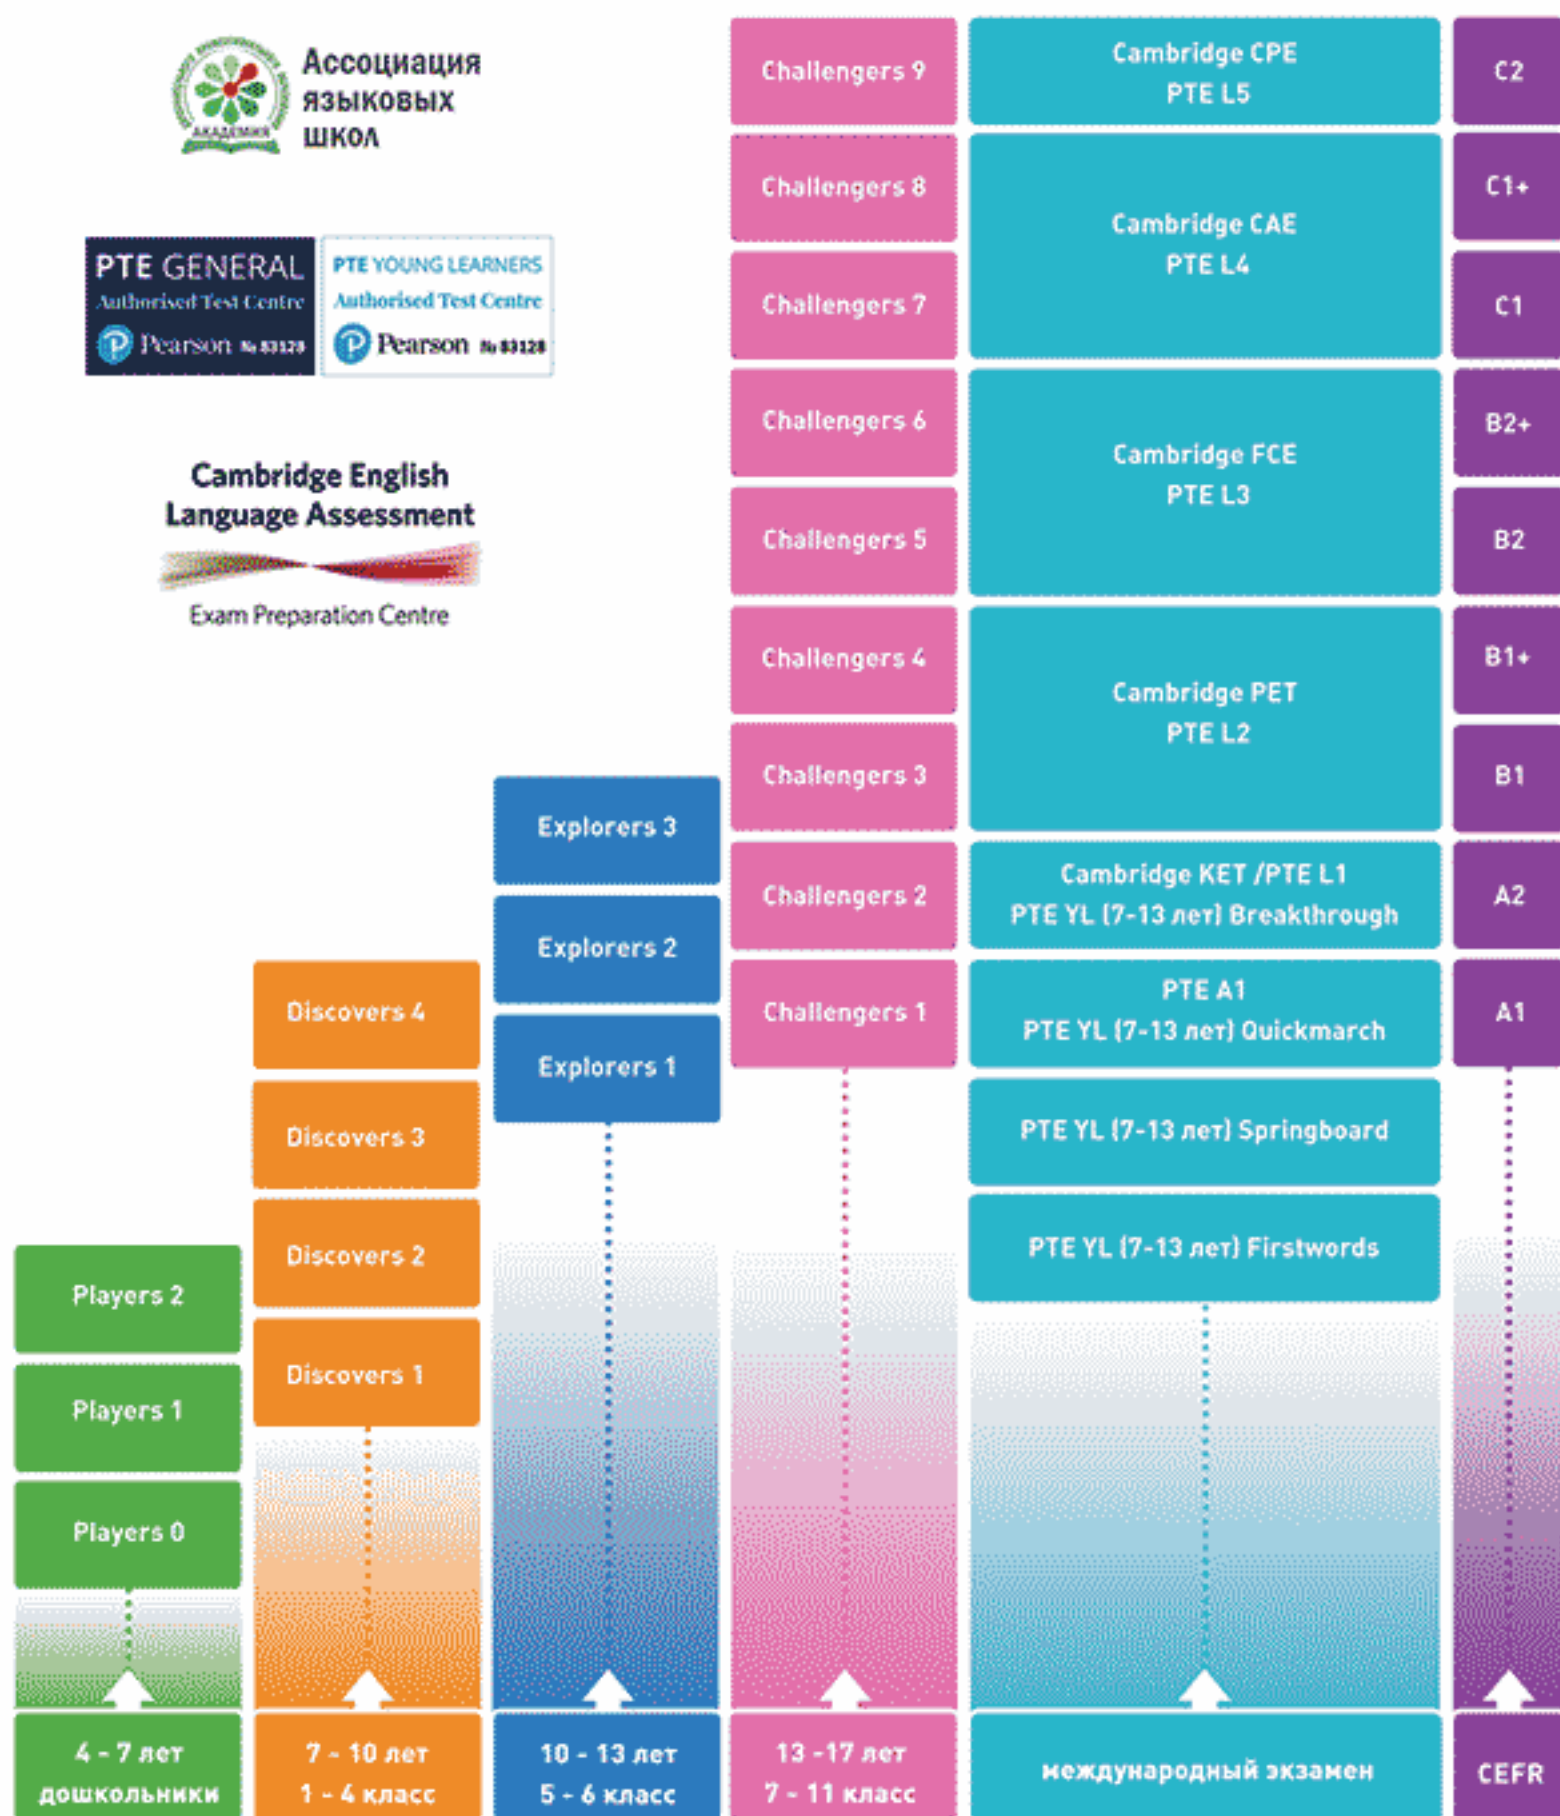 Ассоциация
языковых
школ
АКАДЕМИЯ
PTE GENERAL
Authorised Test Centre
Pearson № 83128
PTE YOUNG LEARNERS
Authorised Test Centre
Pearson № 83128
Cambridge English
Language Assessment
Exam Preparation Centre
Players 2
Players 1
Players 0
4 - 7 лет
дошкольники
Discovers 4
Discovers 3
Discovers 2
Discovers 1
7 - 10 лет
1 - 4 класс
Explorers 3
Explorers 2
Explorers 1
10 - 13 лет
5 - 6 класс
Challengers 9
Challengers 8
Challengers 7
Challengers 6
Challengers 5
Challengers 4
Challengers 3
Challengers 2
Challengers 1
13 -17 лет
7 - 11 класс
Cambridge CPE
PTE L5
Cambridge CAE
PTE L4
Cambridge FCE
PTE L3
Cambridge PET
PTE L2
Cambridge KET /PTE L1
PTE YL (7-13 лет) Breakthrough
PTE A1
PTE YL (7-13 лет) Quickmarch
PTE YL (7-13 лет) Springboard
PTE YL (7-13 лет) Firstwords
международный экзамен
C2
C1+
C1
B2+
B2
B1+
B1
A2
A1
CEFR